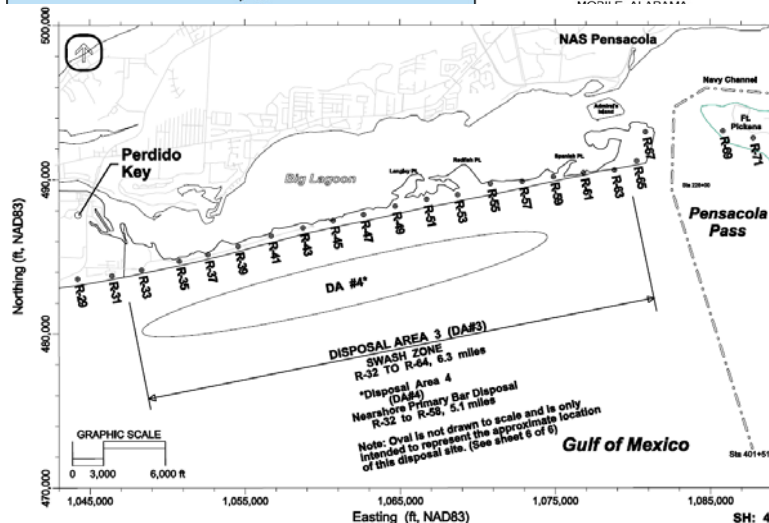 MOBILE, ALABAMA
500,000
490,000
480,000
470,000
Northing (ft, NAD83)
NAS Pensacola
Navy Channel
Admiral's
Island
Ft.
Pickens
R-67
R-69
R-71
Perdido
Key
Big Lagoon
Langley Pt.
Redfish Pt.
Spanish Pt.
Sta 228+00
Pensacola
Pass
R-29
R-31
R-33
R-35
R-37
R-39
R-41
R-43
R-45
R-47
R-49
R-51
R-53
R-55
R-57
R-59
R-61
R-63
R-65
DA #4*
DISPOSAL AREA 3 (DA#3)
SWASH ZONE
R-32 TO R-64, 6.3 miles
*Disposal Area 4
(DA#4)
Nearshore Primary Bar Disposal
R-32 to R-58, 5.1 miles
Note: Oval is not drawn to scale and is only
intended to represent the approximate location
of this disposal site. (See sheet 6 of 6)
GRAPHIC SCALE
0 3,000 6,000 ft
Gulf of Mexico
Sta 401+51
1,045,000 1,055,000 1,065,000 1,075,000 1,085,000
Easting (ft, NAD83)
SH: 4